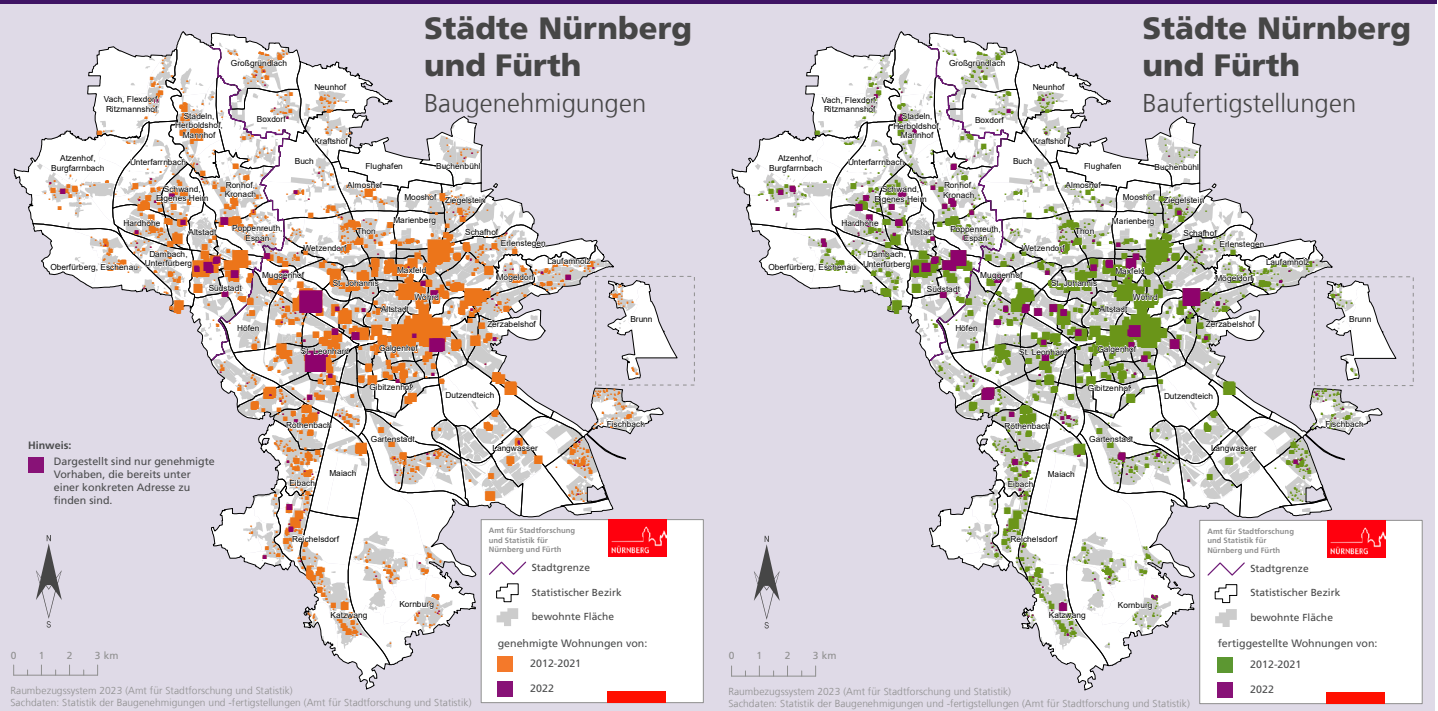 Städte Nürnberg
und Fürth
Baugenehmigungen
Großgründlach
Neunhof
Vach, Flexdorf,
Ritzmannshof
Boxdorf
Stadeln,
Herboldshof,
Mannhof
Kraftshof
Atzenhof,
Burgfarrnbach
Unterfarrnbach
Buch
Flughafen
Buchenbühl
Schwand,
Eigenes Heim
Ronhof,
Kronach
Almoshof
Mooshof
Ziegelstein
Hardhöhe
Altstadt
Poppenreuth,
Espan
Thon
Marienberg
Schafhof
Erlenstegen
Wetzendorf
Dambach,
Unterfürberg
Oberfürberg, Eschenau
Muggenhof
St. Johannis
Maxfeld
Mögeldorf
Laufamholz
Südstadt
Wöhrd
Altstadt
Höfen
Zerzabelshof
Brunn
St. Leonhard
Galgenhof
Gibitzenhof
Dutzendteich
Röthenbach
Gartenstadt
Langwasser
Fischbach
Maiach
Eibach
Reichelsdorf
Katzwang
Kornburg
Hinweis:
Dargestellt sind nur genehmigte
Vorhaben, die bereits unter
einer konkreten Adresse zu
finden sind.
N
S
0 1 2 3 km
Amt für Stadtforschung
und Statistik für
Nürnberg und Fürth
NÜRNBERG
Stadtgrenze
Statistischer Bezirk
bewohnte Fläche
genehmigte Wohnungen von:
2012-2021
2022
Raumbezugssystem 2023 (Amt für Stadtforschung und Statistik)
Sachdaten: Statistik der Baugenehmigungen und -fertigstellungen (Amt für Stadtforschung und Statistik)
Städte Nürnberg
und Fürth
Baufertigstellungen
Großgründlach
Neunhof
Vach, Flexdorf,
Ritzmannshof
Boxdorf
Stadeln,
Herboldshof,
Mannhof
Kraftshof
Atzenhof,
Burgfarrnbach
Unterfarrnbach
Buch
Flughafen
Buchenbühl
Schwand,
Eigenes Heim
Ronhof,
Kronach
Almoshof
Mooshof
Ziegelstein
Hardhöhe
Altstadt
Poppenreuth,
Espan
Thon
Marienberg
Schafhof
Erlenstegen
Wetzendorf
Dambach,
Unterfürberg
Oberfürberg, Eschenau
Muggenhof
St. Johannis
Maxfeld
Mögeldorf
Laufamholz
Südstadt
Wöhrd
Altstadt
Höfen
Zerzabelshof
Brunn
St. Leonhard
Galgenhof
Gibitzenhof
Dutzendteich
Röthenbach
Gartenstadt
Langwasser
Fischbach
Maiach
Eibach
Reichelsdorf
Katzwang
Kornburg
N
S
0 1 2 3 km
Amt für Stadtforschung
und Statistik für
Nürnberg und Fürth
NÜRNBERG
Stadtgrenze
Statistischer Bezirk
bewohnte Fläche
fertiggestellte Wohnungen von:
2012-2021
2022
Raumbezugssystem 2023 (Amt für Stadtforschung und Statistik)
Sachdaten: Statistik der Baugenehmigungen und -fertigstellungen (Amt für Stadtforschung und Statistik)